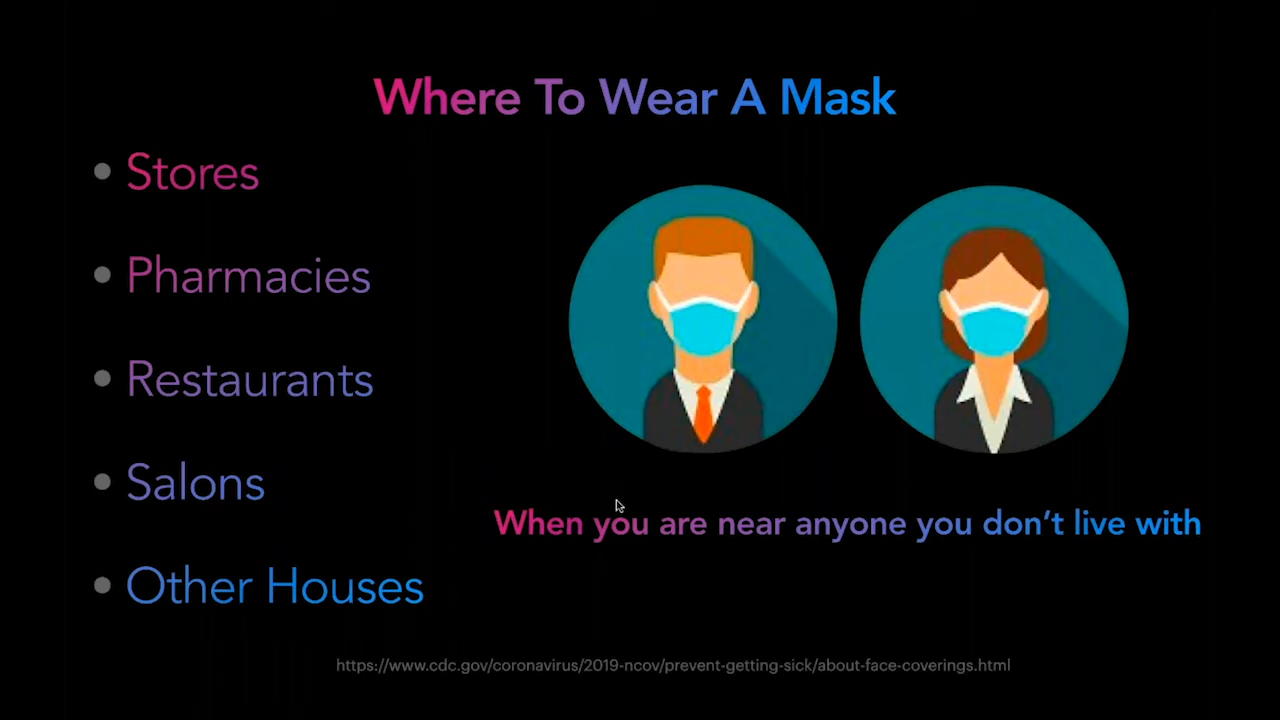 Where To Wear A Mask
• Stores
• Pharmacies
• Restaurants
• Salons
• Other Houses
When you are near anyone you don’t live with
https://www.cdc.gov/coronavirus/2019-ncov/prevent-getting-sick/about-face-coverings.html